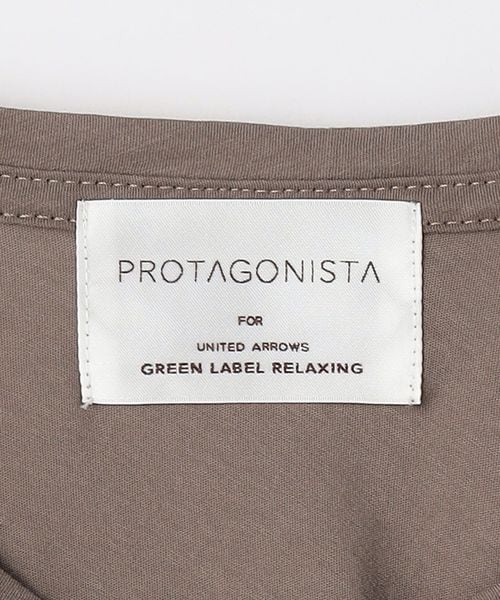 PROTAGONISTA
FOR
UNITED ARROWS
GREEN LABEL RELAXING